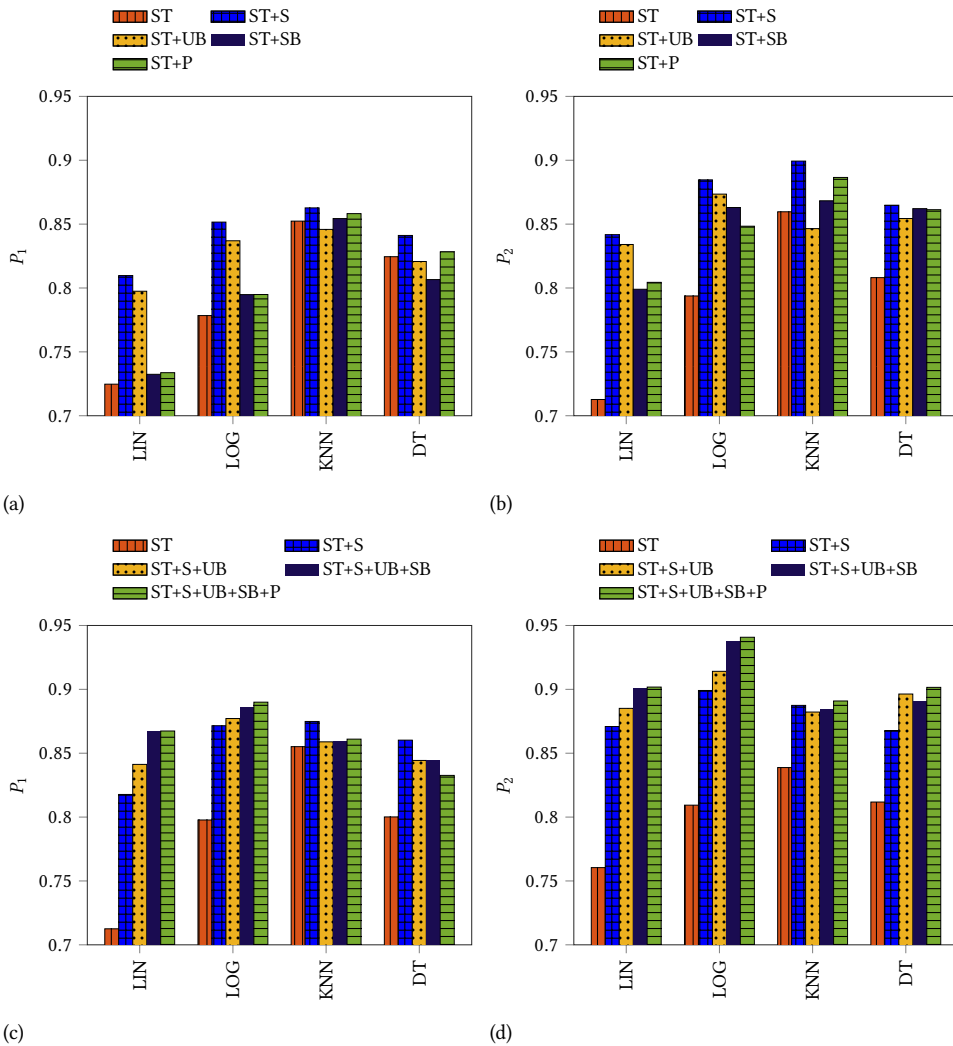 ST ST+S
ST+UB ST+SB
ST+P
0.95
0.9
0.85
0.8
0.75
0.7
P1
LIN LOG KNN DT
(a)
ST ST+S
ST+UB ST+SB
ST+P
0.95
0.9
0.85
0.8
0.75
0.7
P2
LIN LOG KNN DT
(b)
ST ST+S
ST+S+UB ST+S+UB+SB
ST+S+UB+SB+P
0.95
0.9
0.85
0.8
0.75
0.7
P1
LIN LOG KNN DT
(c)
ST ST+S
ST+S+UB ST+S+UB+SB
ST+S+UB+SB+P
0.95
0.9
0.85
0.8
0.75
0.7
P2
LIN LOG KNN DT
(d)